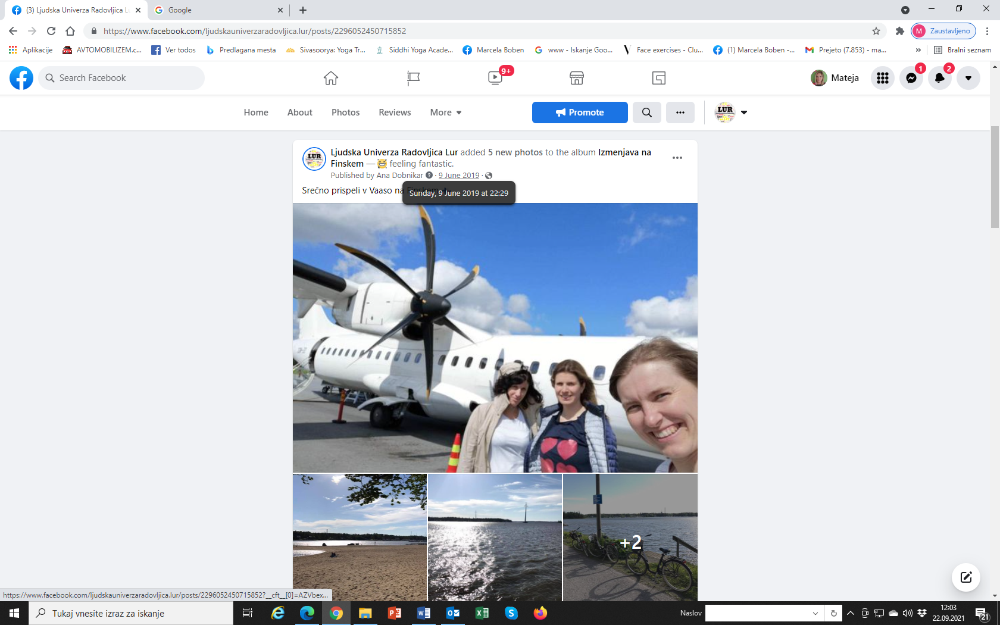 (3) Ljudska Univerza Radovljica Lu
Google
https://www.facebook.com/ljudskauniverzaradovljica.lur/posts/2296052450715852
M Zaustavljeno
Aplikacije AVTOMOBILIZEM.c... Ver todos Predlagana mesta Sivasoorya: Yoga Tr... Siddhi Yoga Acade... Marcela Boben www - Iskanje Goo... Face exercises - Clu... (1) Marcela Boben -... Prejeto (7.853) – ma... » Bralni seznam
Search Facebook 9+ Mateja 1 2
Home About Photos Reviews More Promote LUR
Ljudska Univerza Radovljica Lur added 5 new photos to the album Izmenjava na
Finskem — feeling fantastic.
Published by Ana Dobnikar · 9 June 2019 ·
Srečno prispeli v Vaaso na
Sunday, 9 June 2019 at 22:29
LUR
+2
https://www.facebook.com/ljudskauniverzaradovljica.lur/posts/2296052450715852?__cft__[0]=AZVbex...
Tukaj vnesite izraz za iskanje
Naslov
12:03
22.09.2021
21